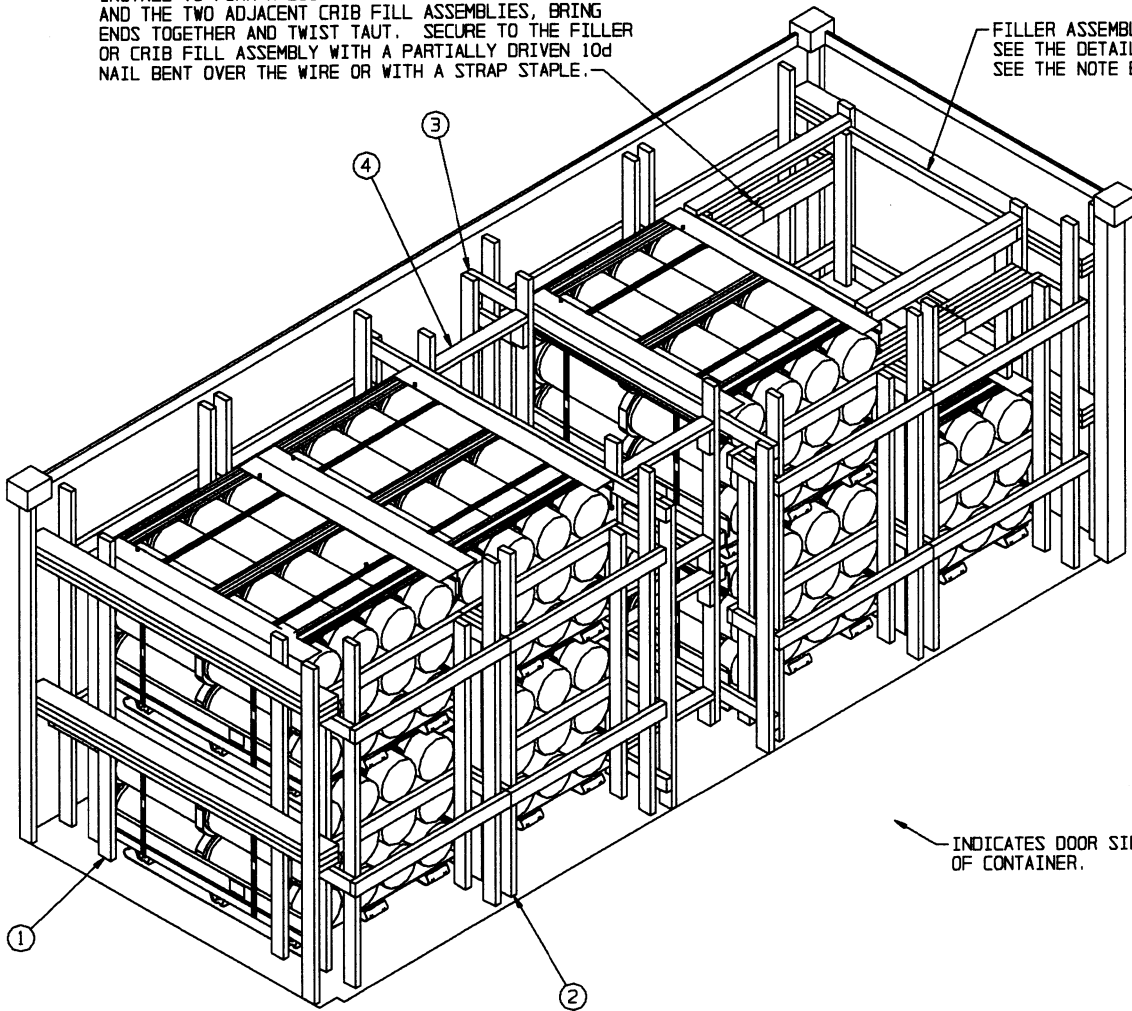 AND THE TWO ADJACENT CRIB FILL ASSEMBLIES, BRING
ENDS TOGETHER AND TWIST TAUT. SECURE TO THE FILLER
OR CRIB FILL ASSEMBLY WITH A PARTIALLY DRIVEN 10d
NAIL BENT OVER THE WIRE OR WITH A STRAP STAPLE.
FILLER ASSEMBL
SEE THE DETAIL
SEE THE NOTE
3
4
INDICATES DOOR SI
OF CONTAINER.
1
2